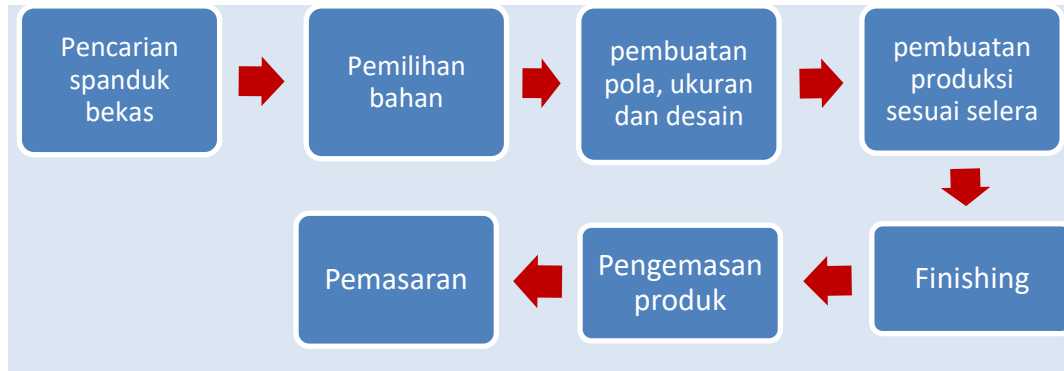 Pencarian
spanduk
bekas
Pemilihan
bahan
pembuatan
pola, ukuran
dan desain
pembuatan
produksi
sesuai selera
Finishing
Pengemasan
produk
Pemasaran